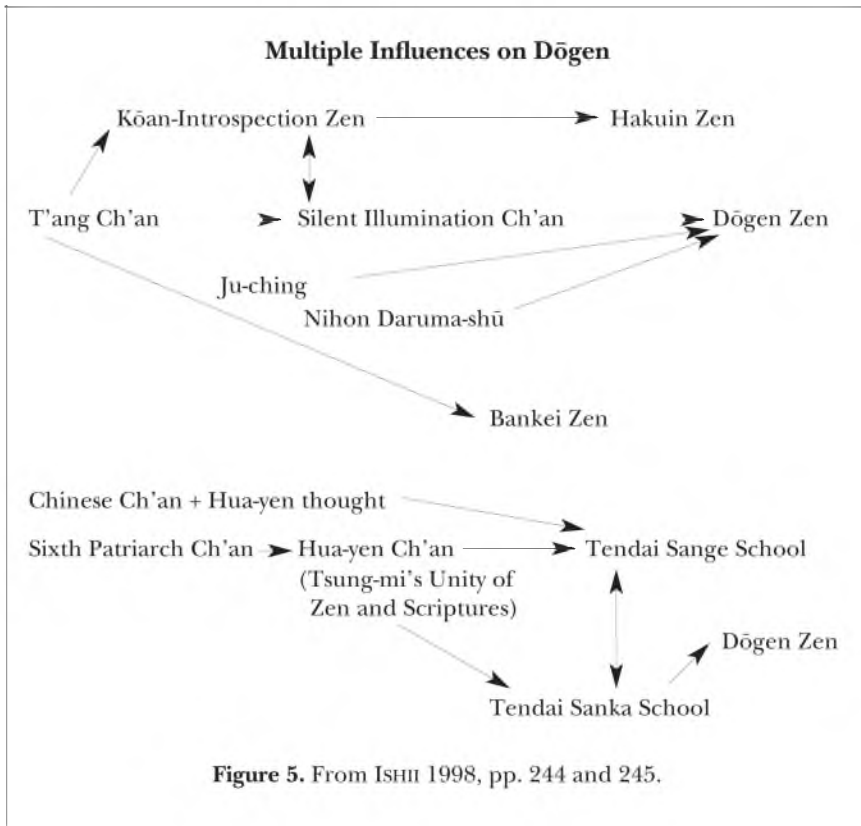 Multiple Influences on Dōgen
Kōan-Introspection Zen
Hakuin Zen
T'ang Ch'an
Silent Illumination Ch'an
Dōgen Zen
Ju-ching
Nihon Daruma-shū
Bankei Zen
Chinese Ch'an + Hua-yen thought
Sixth Patriarch Ch'an
Hua-yen Ch'an
Tendai Sange School
(Tsung-mi's Unity of
Zen and Scriptures)
Dōgen Zen
Tendai Sanka School
Figure 5. From ISHII 1998, pp. 244 and 245.